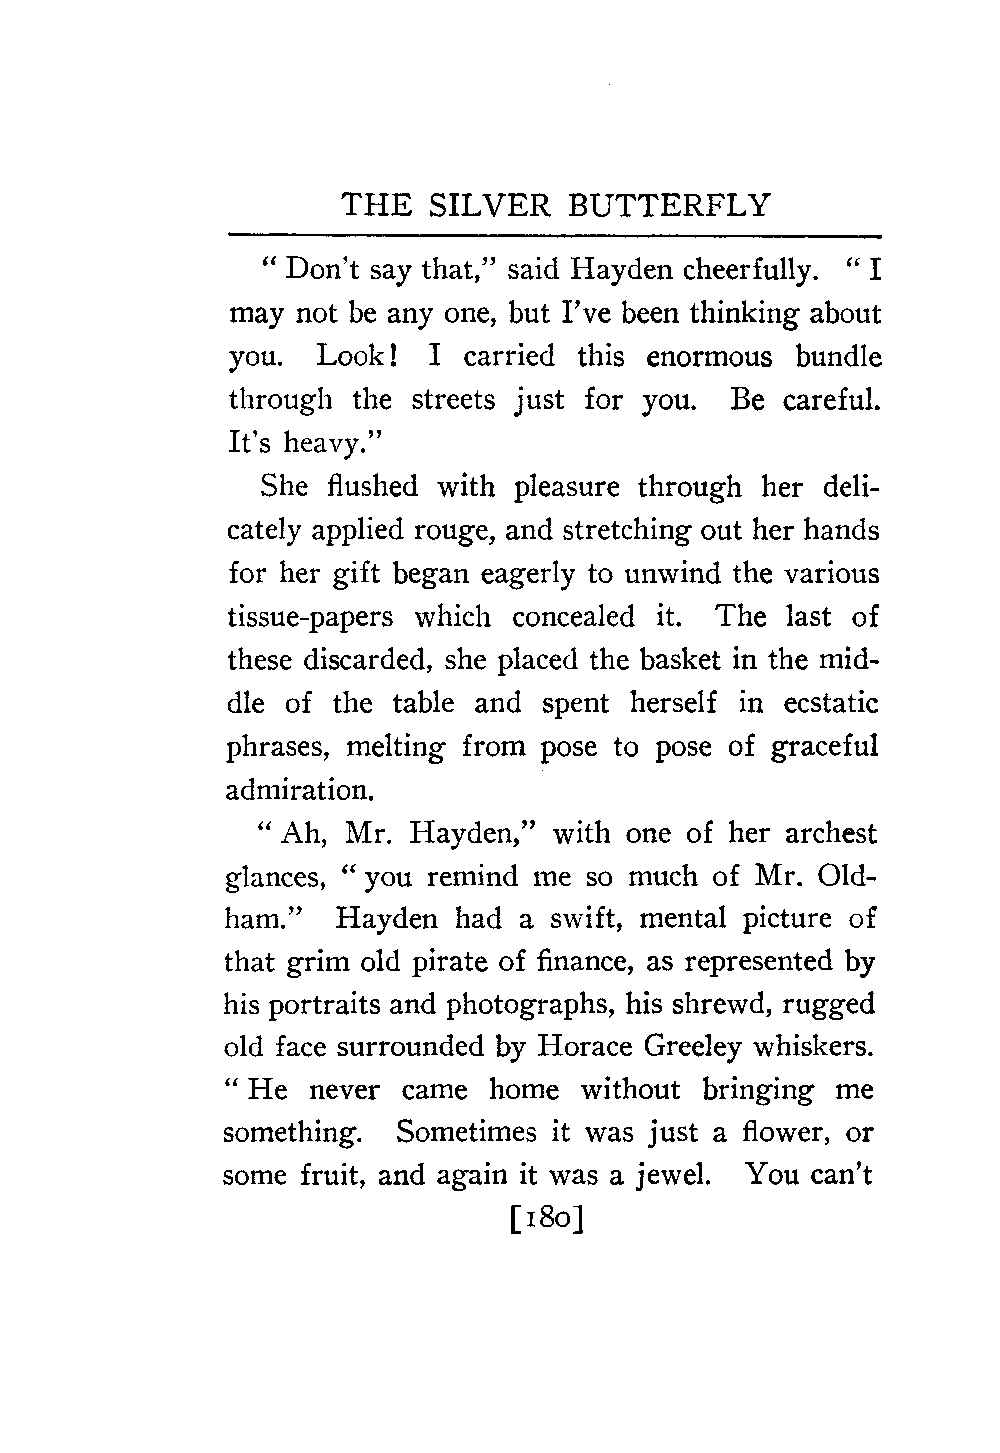 THE SILVER BUTTERFLY
“ Don't say that,” said Hayden cheerfully. “ I
may not be any one, but I've been thinking about
you. Look! I carried this enormous bundle
through the streets just for you. Be careful.
It's heavy.”
She flushed with pleasure through her deli-
cately applied rouge, and stretching out her hands
for her gift began eagerly to unwind the various
tissue-papers which concealed it. The last of
these discarded, she placed the basket in the mid-
dle of the table and spent herself in ecstatic
phrases, melting from pose to pose of graceful
admiration.
“ Ah, Mr. Hayden,” with one of her archest
glances, “ you remind me so much of Mr. Old-
ham.” Hayden had a swift, mental picture of
that grim old pirate of finance, as represented by
his portraits and photographs, his shrewd, rugged
old face surrounded by Horace Greeley whiskers.
“ He never came home without bringing me
something. Sometimes it was just a flower, or
some fruit, and again it was a jewel. You can't
[180]